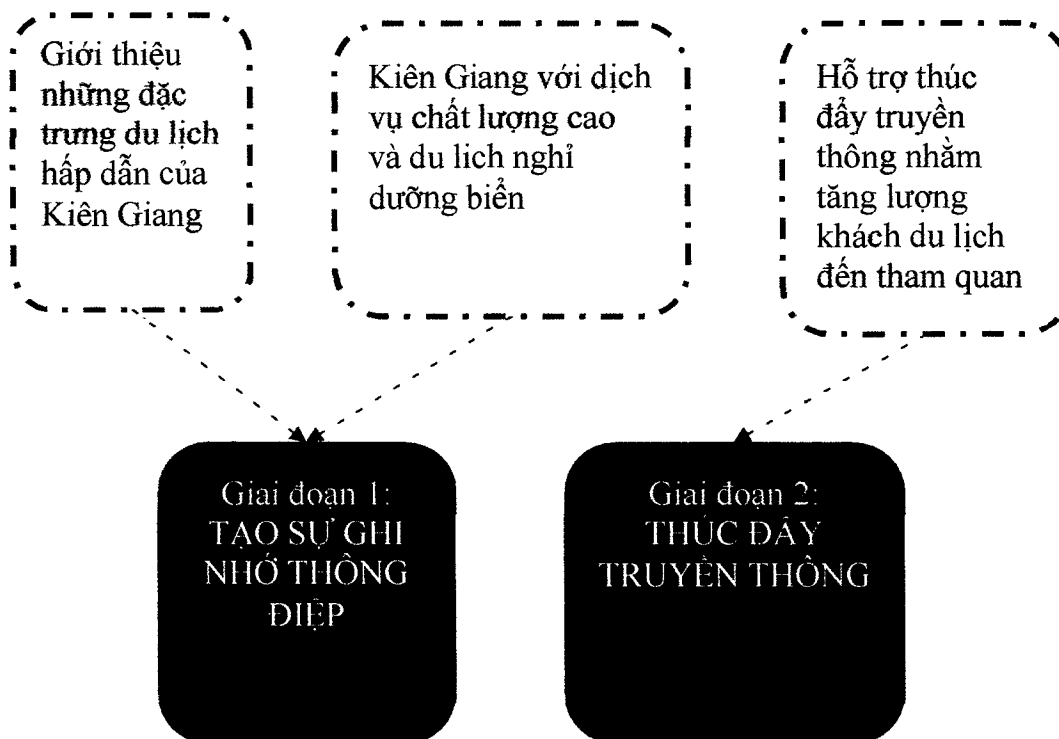 Giới thiệu
những đặc
trưng du lịch
hấp dẫn của
Kiên Giang
Kiên Giang với dịch
vụ chất lượng cao
và du lich nghỉ
dưỡng biển
Hỗ trợ thúc
đẩy truyền
thông nhằm
tăng lượng
khách du lịch
đến tham quan
Giai đoạn 1:
TẠO SỰ GHI
NHỚ THÔNG
ĐIỆP
Giai đoạn 2:
THÚC ĐẨY
TRUYỀN THÔNG